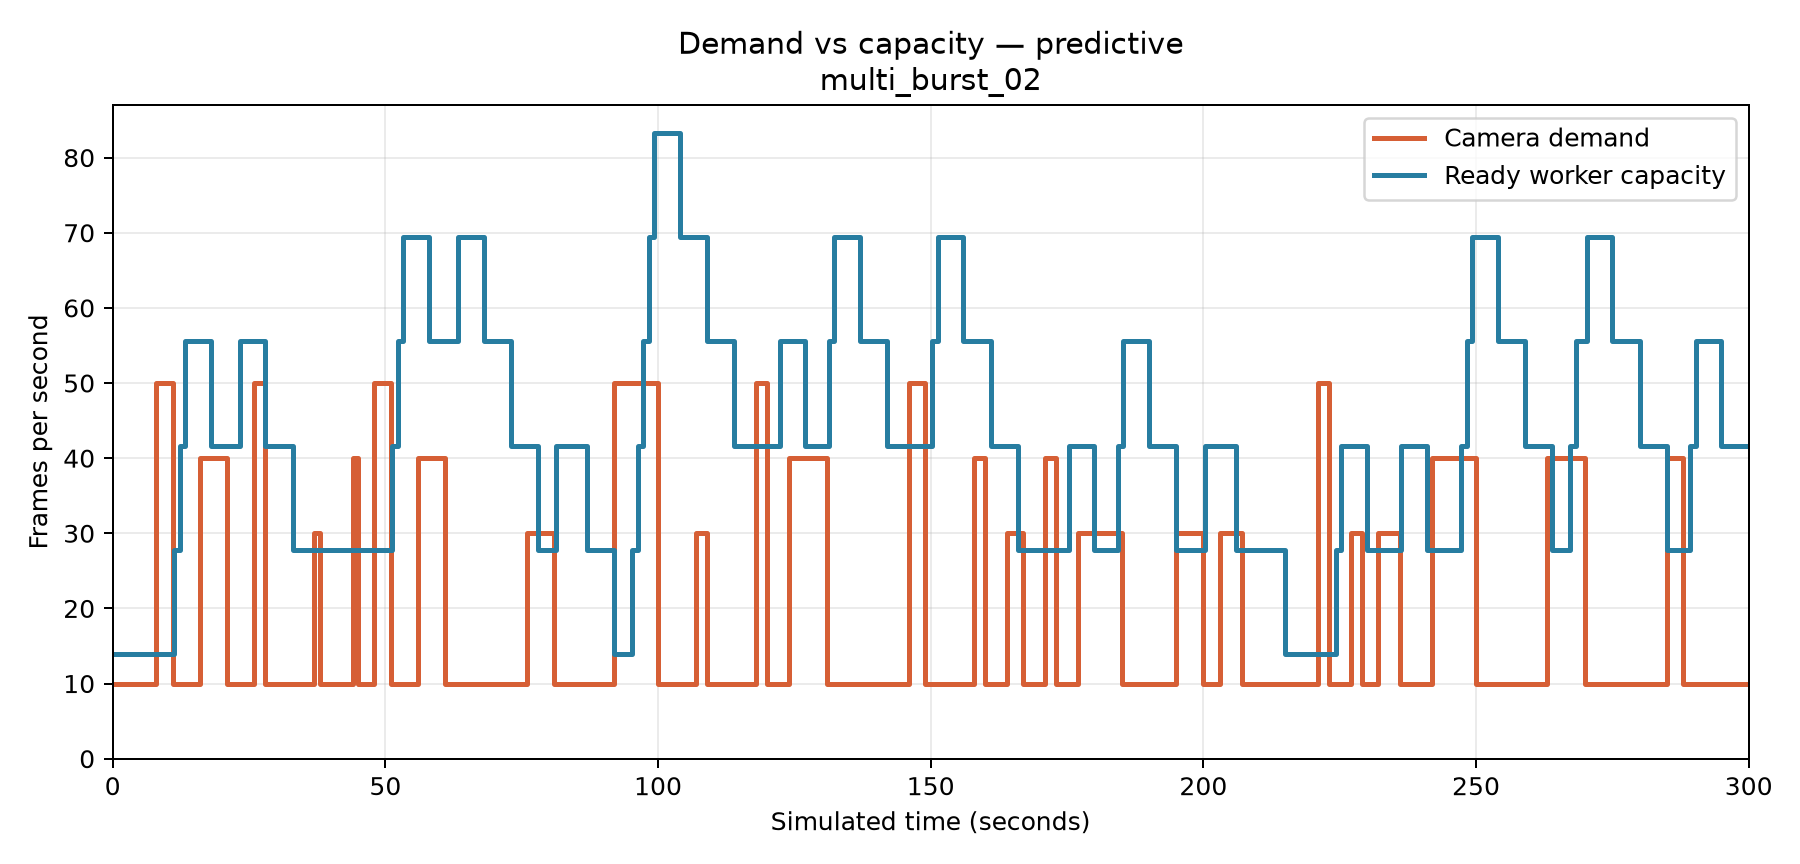 Demand vs capacity — predictive
multi_burst_02
Camera demand
Ready worker capacity
Frames per second
80
70
60
50
40
30
20
10
0
0 50 100 150 200 250 300
Simulated time (seconds)